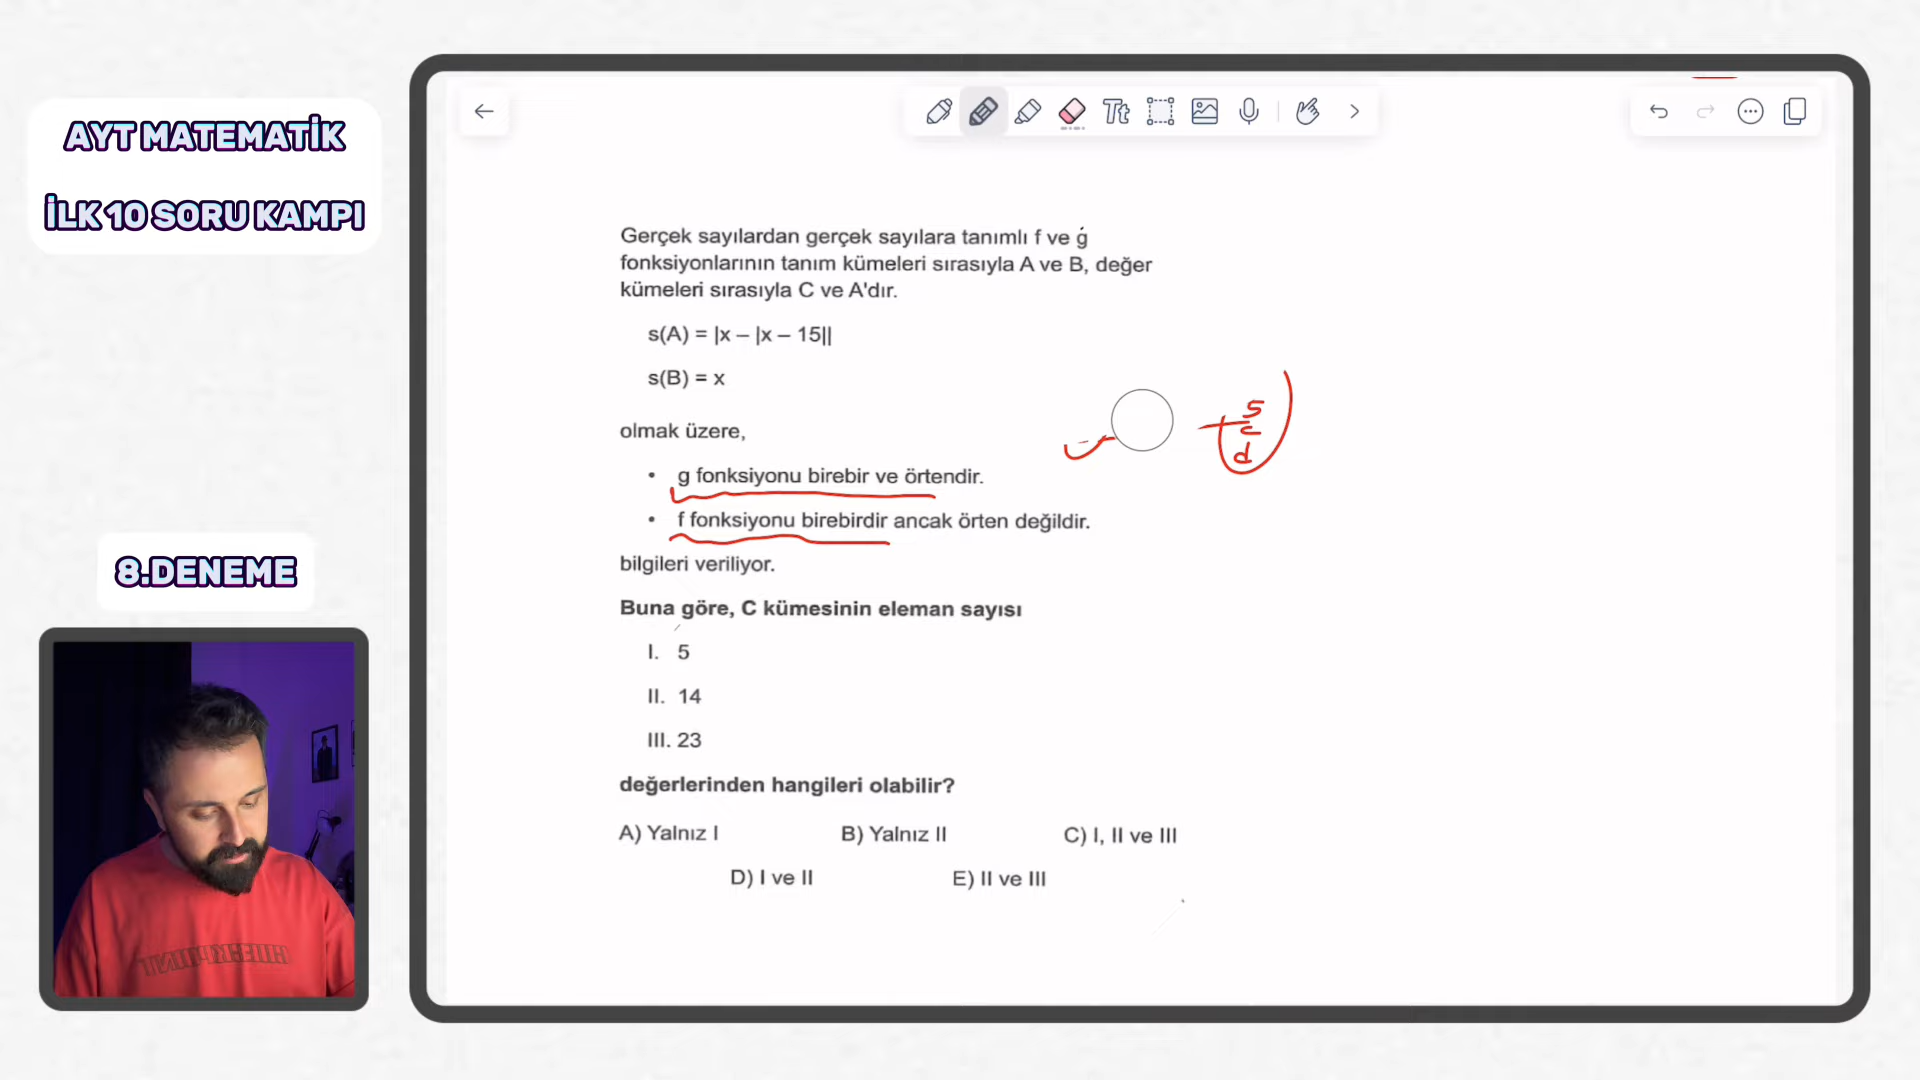 AYT MATEMATİK
İLK 10 SORU KAMPI
8.DENEME
Tt
Gerçek sayılardan gerçek sayılara tanımlı f ve g
fonksiyonlarının tanım kümeleri sırasıyla A ve B, değer
kümeleri sırasıyla C ve A'dır.
s(A) = |x – |x – 15||
s(B) = x
olmak üzere,
• g fonksiyonu birebir ve örtendir.
• f fonksiyonu birebirdir ancak örten değildir.
bilgileri veriliyor.
Buna göre, C kümesinin eleman sayısı
I. 5
II. 14
III. 23
değerlerinden hangileri olabilir?
A) Yalnız I B) Yalnız II C) I, II ve III
D) I ve II E) II ve III
5
c
d